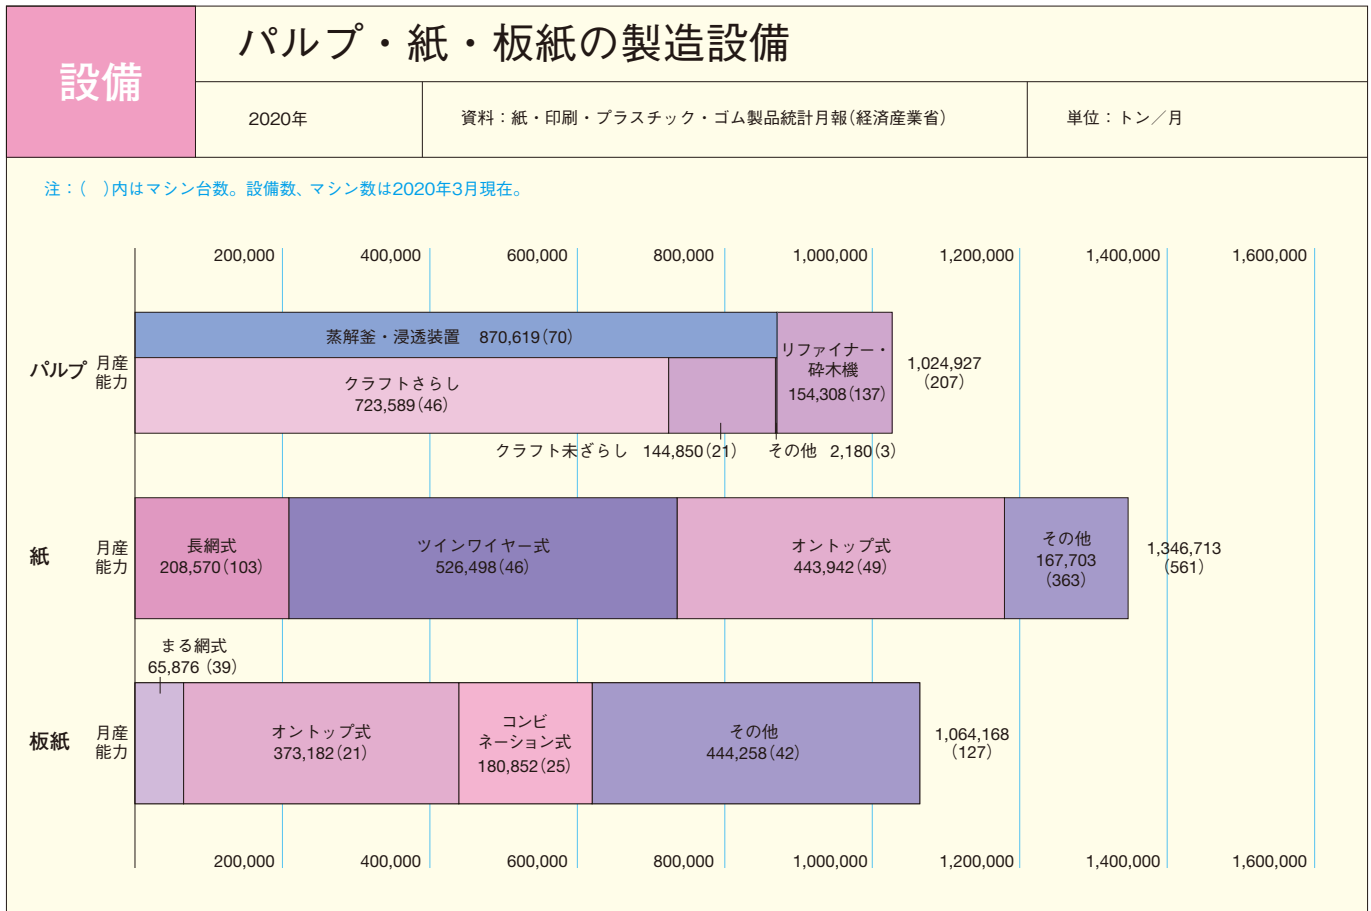 設備
パルプ・紙・板紙の製造設備
2020年
資料：紙・印刷・プラスチック・ゴム製品統計月報（経済産業省）
単位：トン／月
注：（　）内はマシン台数。設備数、マシン数は2020年3月現在。
200,000 400,000 600,000 800,000 1,000,000 1,200,000 1,400,000 1,600,000
パルプ
月産
能力
蒸解釜・浸透装置 870,619（70）
クラフトさらし
723,589（46）
リファイナー・
砕木機
154,308（137）
1,024,927
（207）
クラフト未ざらし 144,850（21）
その他 2,180（3）
紙
月産
能力
長網式
208,570（103）
ツインワイヤー式
526,498（46）
オントップ式
443,942（49）
その他
167,703
（363）
1,346,713
（561）
まる網式
65,876（39）
板紙
月産
能力
オントップ式
373,182（21）
コンビ
ネーション式
180,852（25）
その他
444,258（42）
1,064,168
（127）
200,000 400,000 600,000 800,000 1,000,000 1,200,000 1,400,000 1,600,000